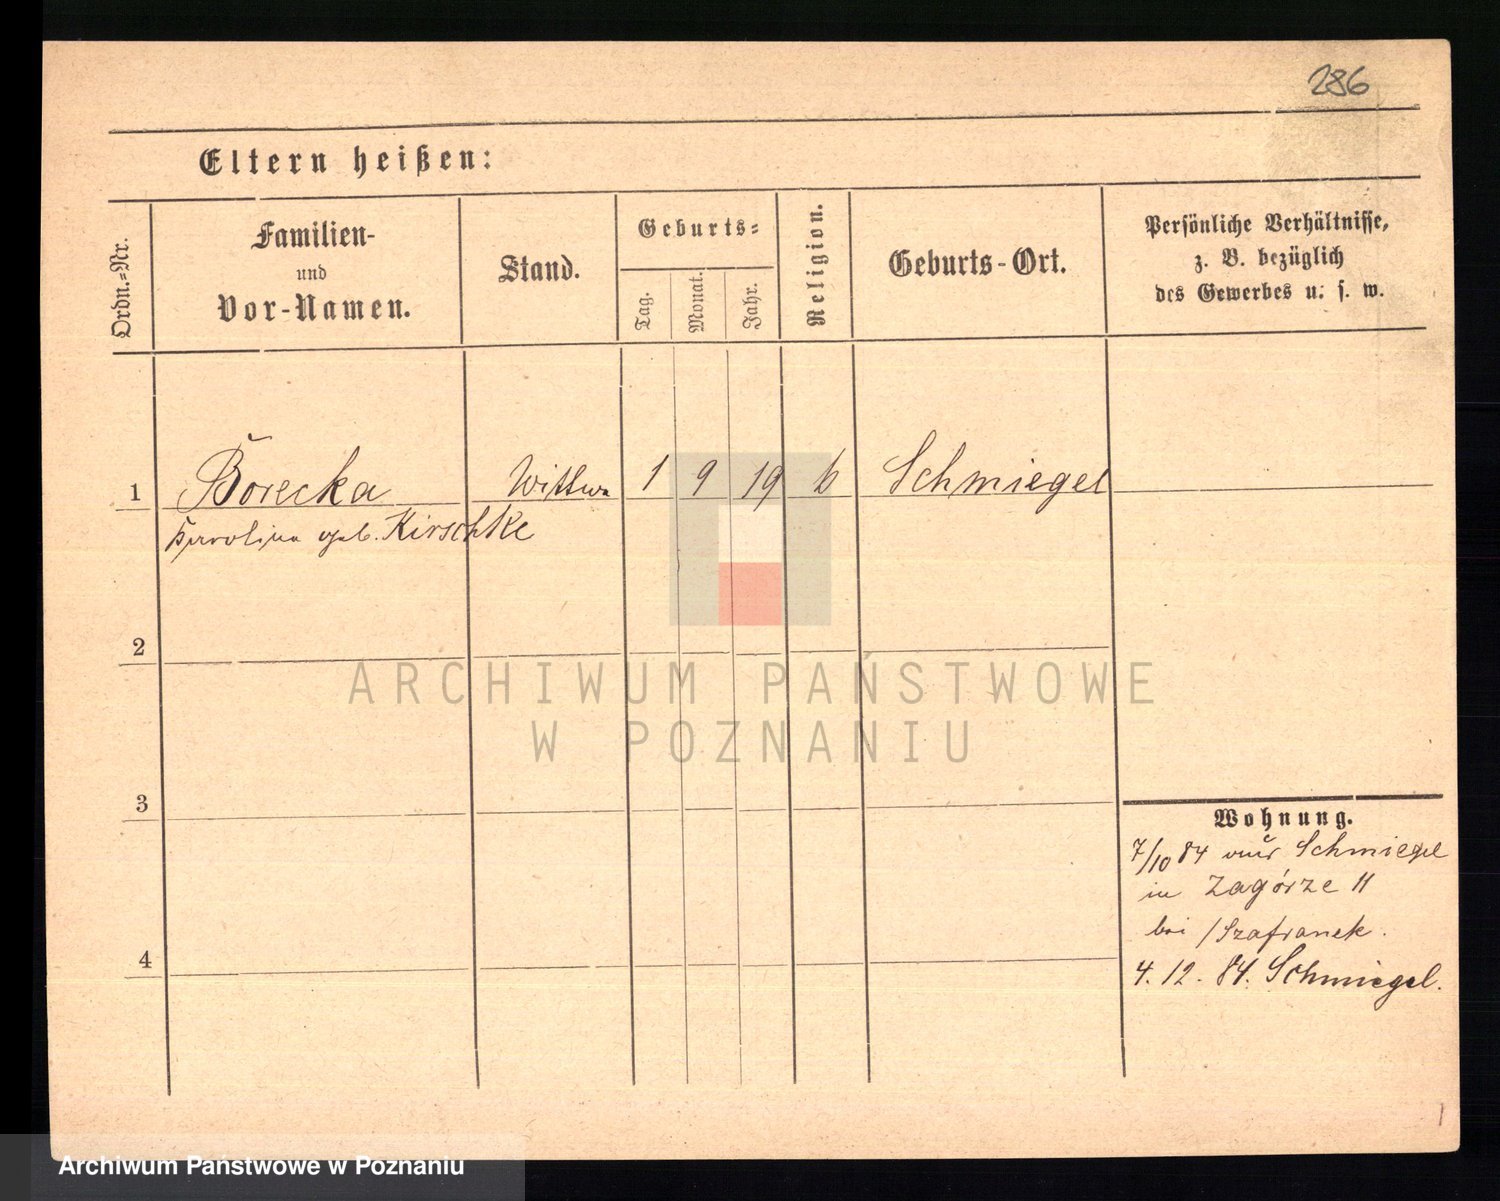 286
Eltern heißen:
Ordn.-Nr.
Familien-
und
Vor-Namen.
Stand.
Geburts-
Tag.
Monat.
Jahr.
Religion.
Geburts-Ort.
Persönliche Verhältnisse,
z. B. bezüglich
des Gewerbes u. s. w.
1 Borecka Wittwe 1 9 19 Schmiegel
Karolina geb. Kirschke
2
3
4
Wohnung.
7/10 84 aus Schmiegel
in Zagórze 11
bei Szafranek.
4. 12. 84. Schmiegel.
ARCHIWUM PAŃSTWOWE
W POZNANIU
Archiwum Państwowe w Poznaniu